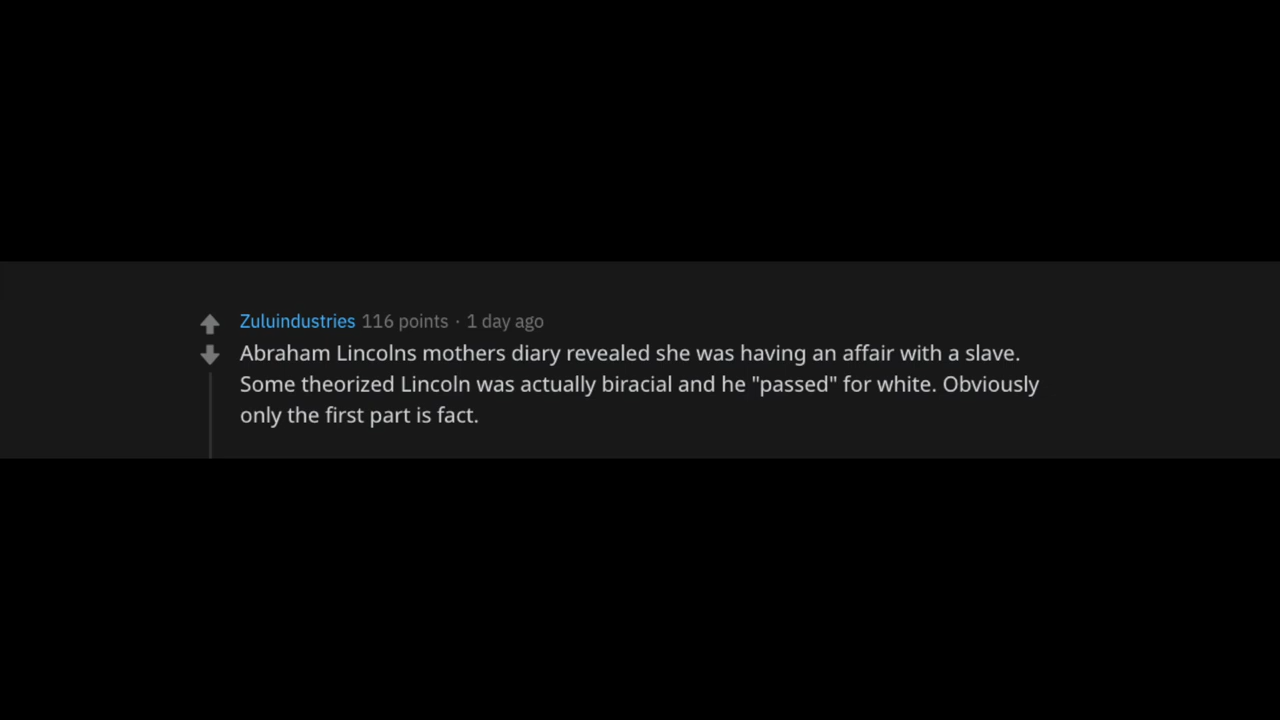 Zuluindustries 116 points · 1 day ago
Abraham Lincolns mothers diary revealed she was having an affair with a slave.
Some theorized Lincoln was actually biracial and he "passed" for white. Obviously
only the first part is fact.